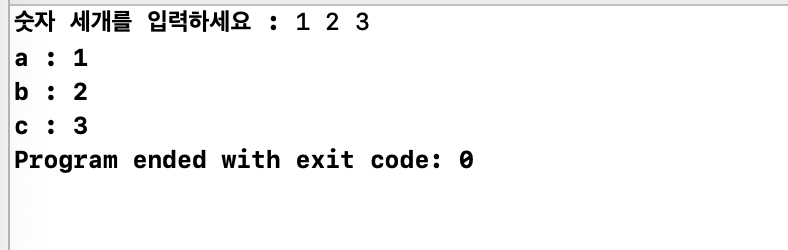 숫자 세개를 입력하세요 : 1 2 3
a : 1
b : 2
c : 3
Program ended with exit code: 0